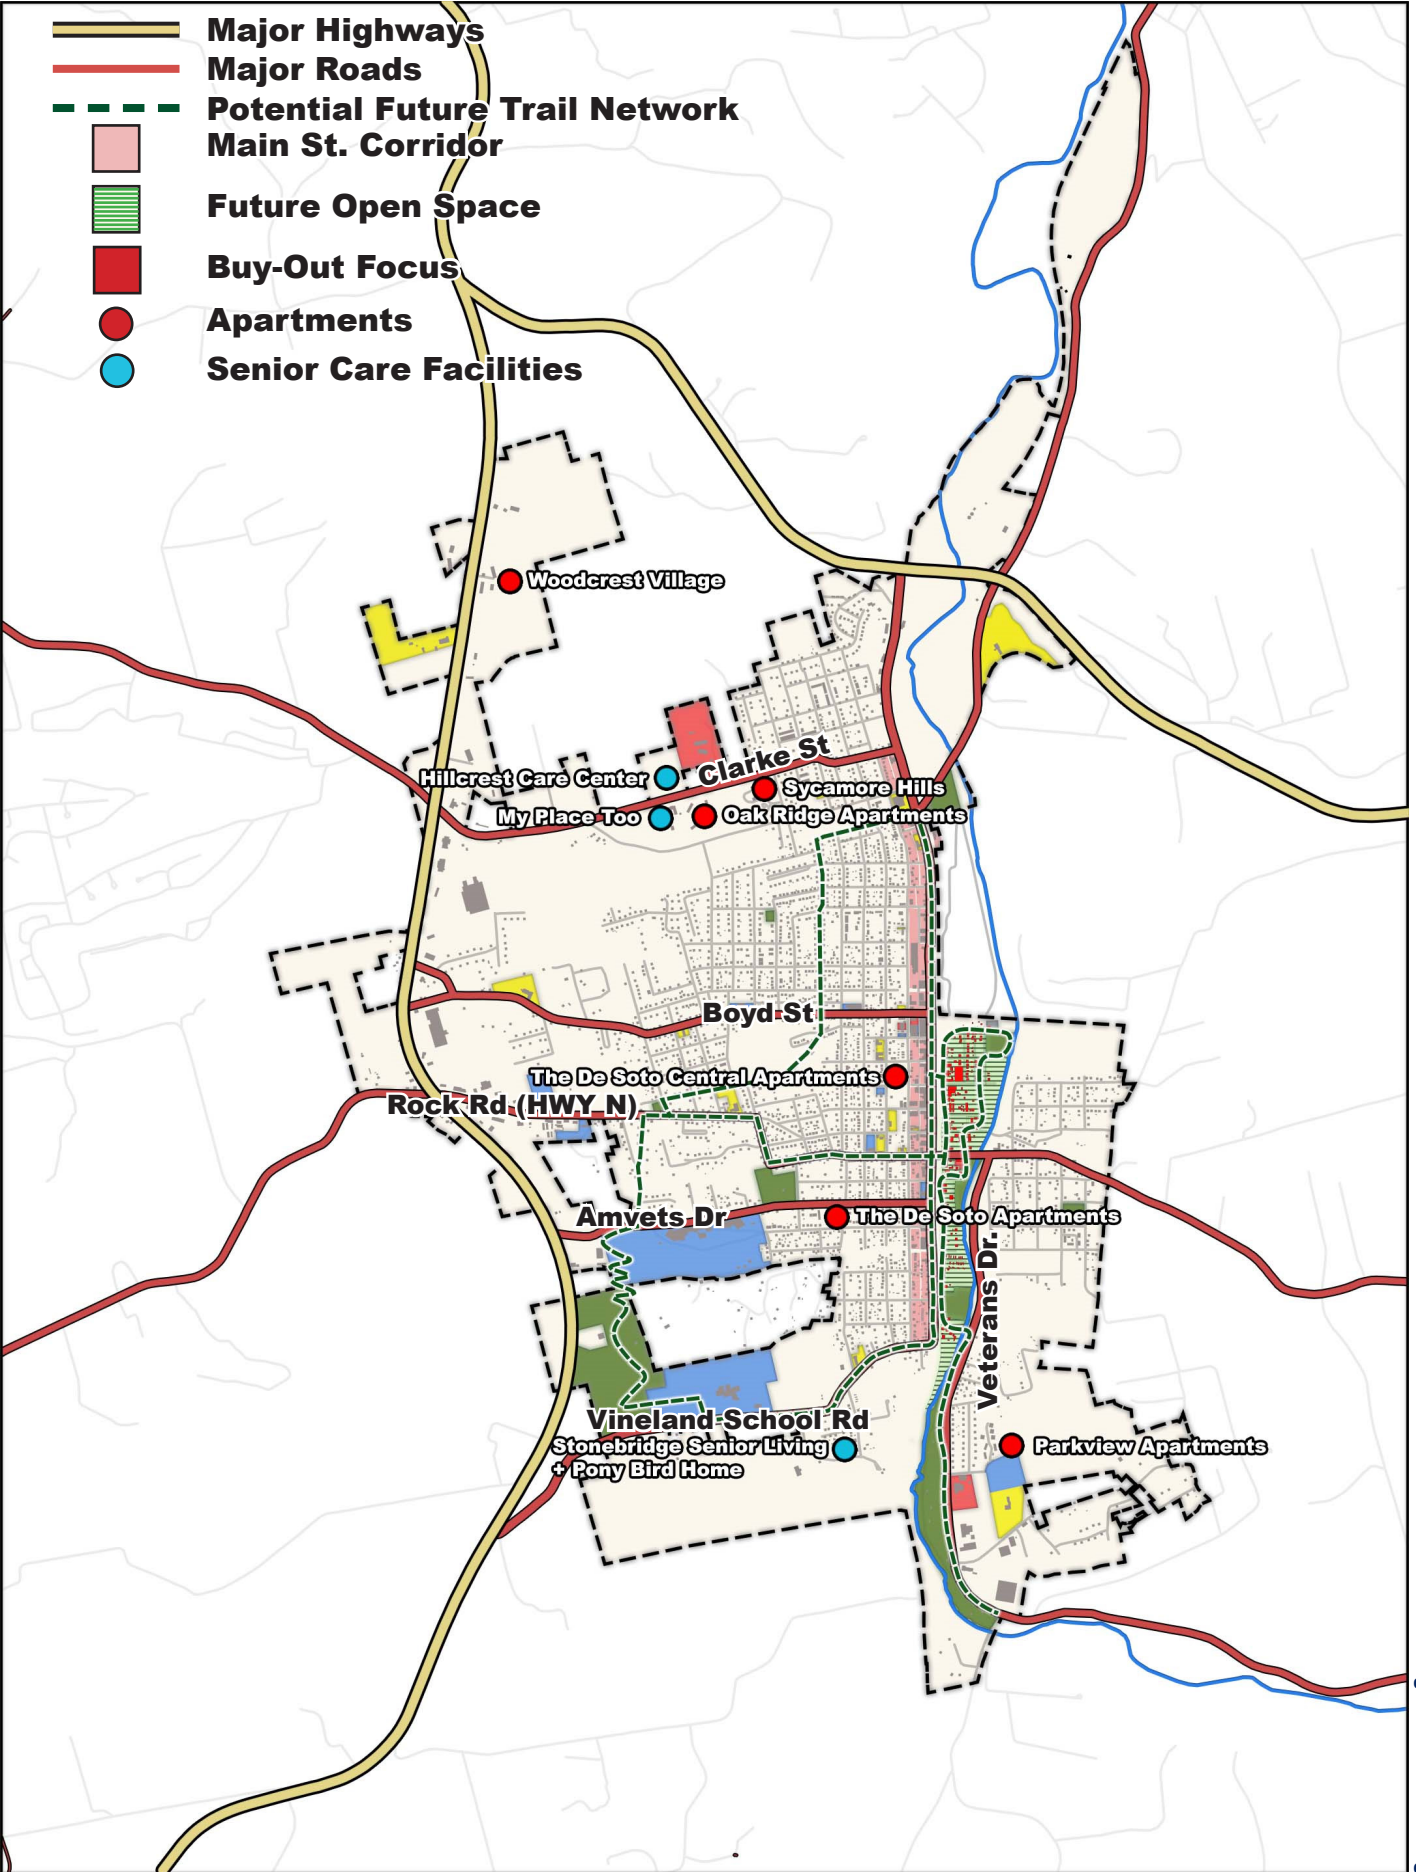 Major Highways
Major Roads
Potential Future Trail Network
Main St. Corridor
Future Open Space
Buy-Out Focus
Apartments
Senior Care Facilities
Woodcrest Village
Clarke St
Hillcrest Care Center
Sycamore Hills
My Place Too
Oak Ridge Apartments
Boyd St
The De Soto Central Apartments
Rock Rd (HWY N)
Amvets Dr
The De Soto Apartments
Veterans Dr.
Vineland School Rd
Stonebridge Senior Living
+ Pony Bird Home
Parkview Apartments